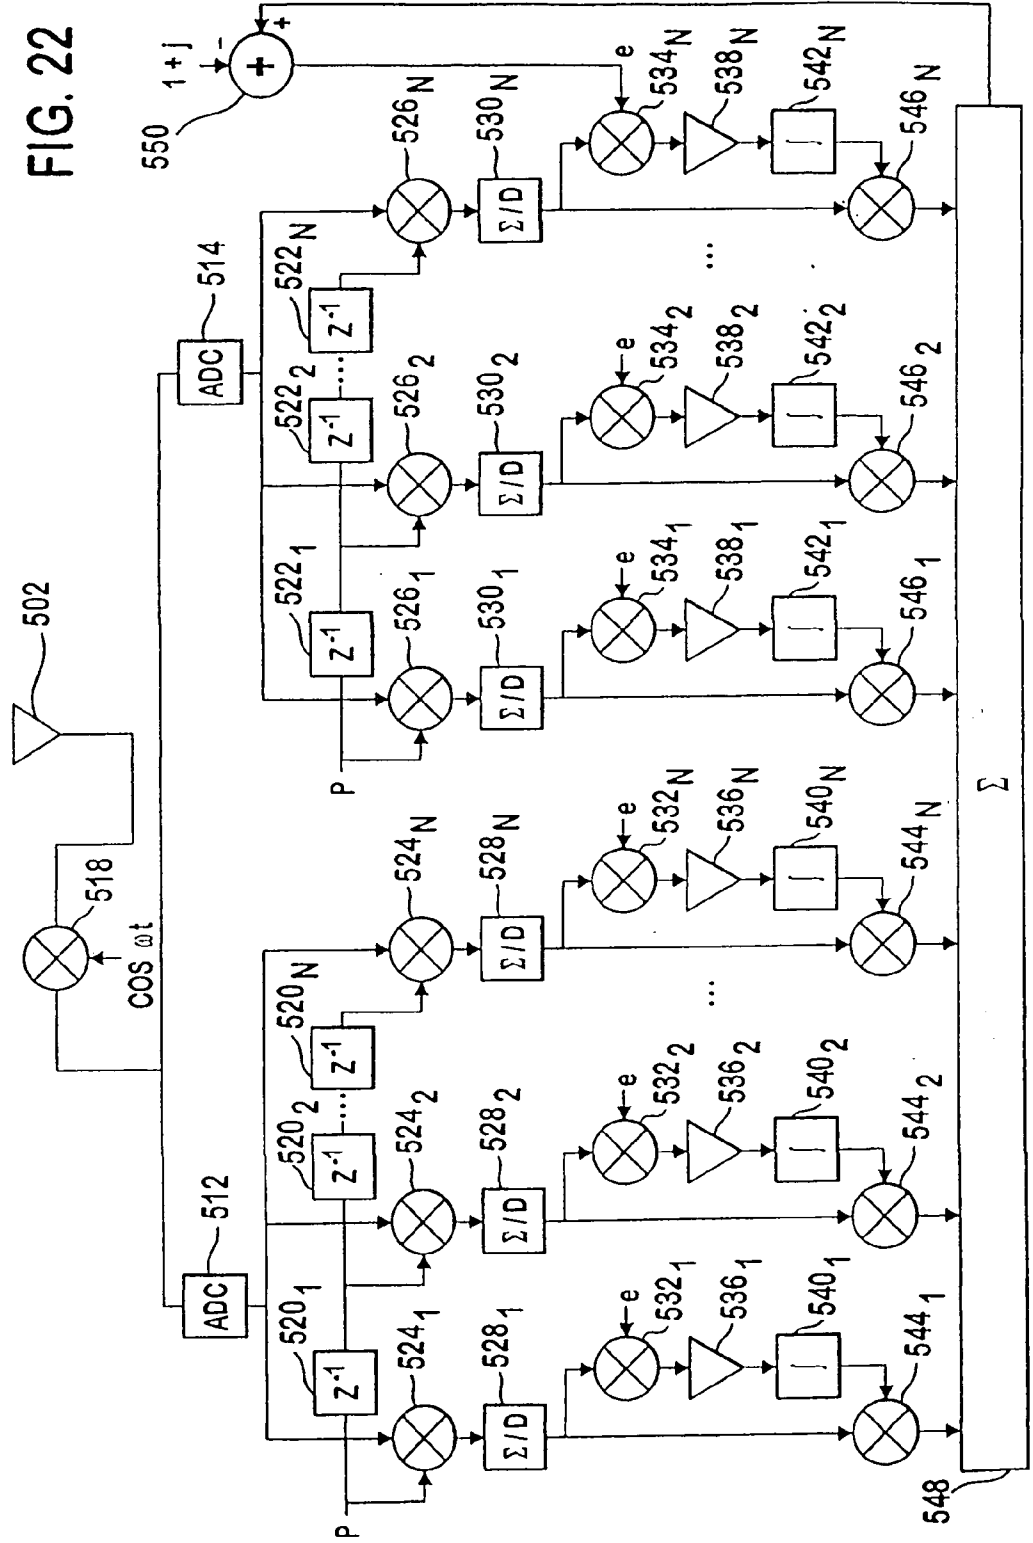 FIG. 22
502
518
COS ωt
1 + j
-
+
+
550
ADC
512
ADC
514
520₁
520₂
520N
522₁
522₂
522N
Z⁻¹
Z⁻¹
....
Z⁻¹
Z⁻¹
Z⁻¹
....
Z⁻¹
P
P
524₁
524₂
524N
526₁
526₂
526N
Σ/D
Σ/D
Σ/D
Σ/D
Σ/D
Σ/D
528₁
528₂
528N
530₁
530₂
530N
e
e
e
e
e
e
532₁
532₂
532N
534₁
534₂
534N
536₁
536₂
536N
538₁
538₂
538N
...
...
∫
∫
∫
∫
∫
∫
540₁
540₂
540N
542₁
542₂
542N
544₁
544₂
544N
546₁
546₂
546N
Σ
548